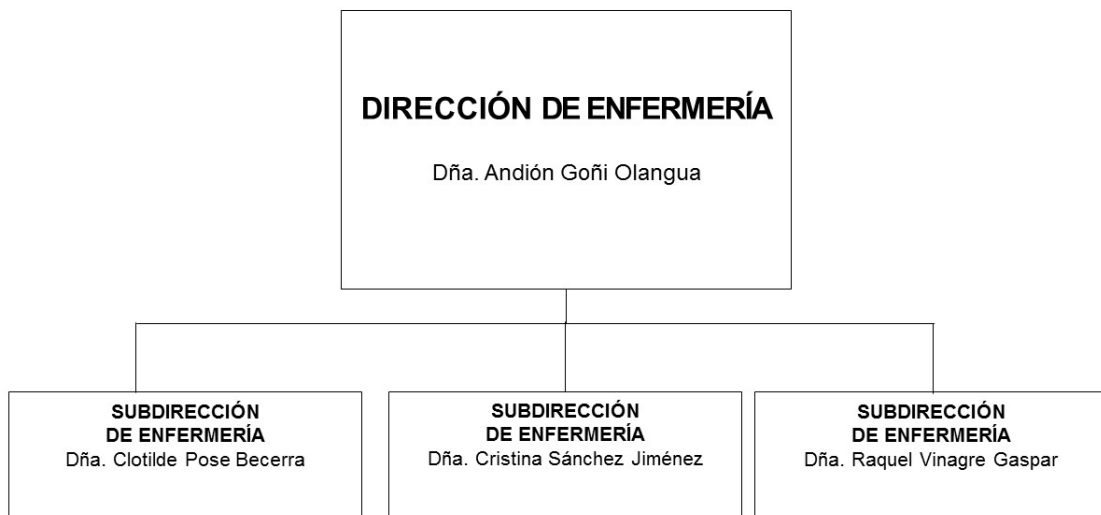 DIRECCIÓN DE ENFERMERÍA
Dña. Andión Goñi Olangua
SUBDIRECCIÓN
DE ENFERMERÍA
Dña. Clotilde Pose Becerra
SUBDIRECCIÓN
DE ENFERMERÍA
Dña. Cristina Sánchez Jiménez
SUBDIRECCIÓN
DE ENFERMERÍA
Dña. Raquel Vinagre Gaspar